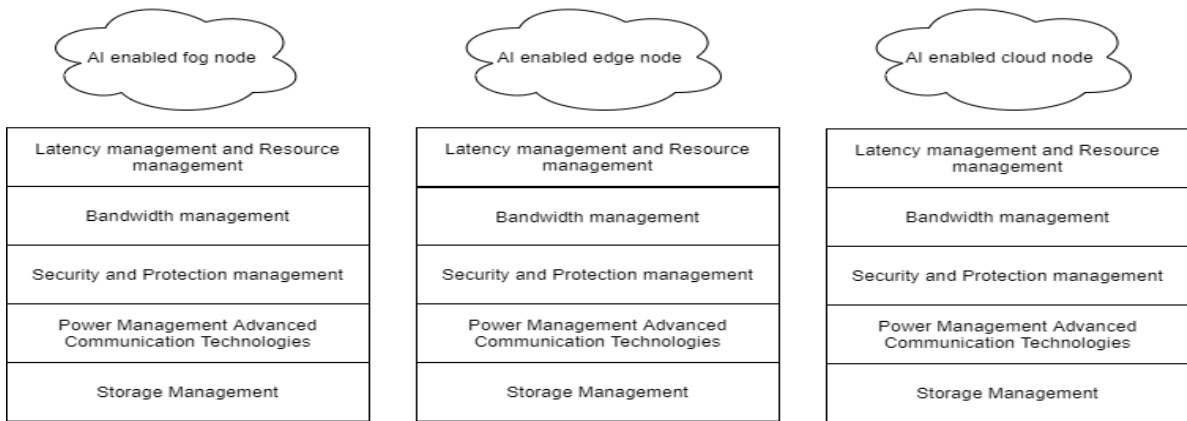 AI enabled fog node
Latency management and Resource
management
Bandwidth management
Security and Protection management
Power Management Advanced
Communication Technologies
Storage Management
AI enabled edge node
Latency management and Resource
management
Bandwidth management
Security and Protection management
Power Management Advanced
Communication Technologies
Storage Management
AI enabled cloud node
Latency management and Resource
management
Bandwidth management
Security and Protection management
Power Management Advanced
Communication Technologies
Storage Management